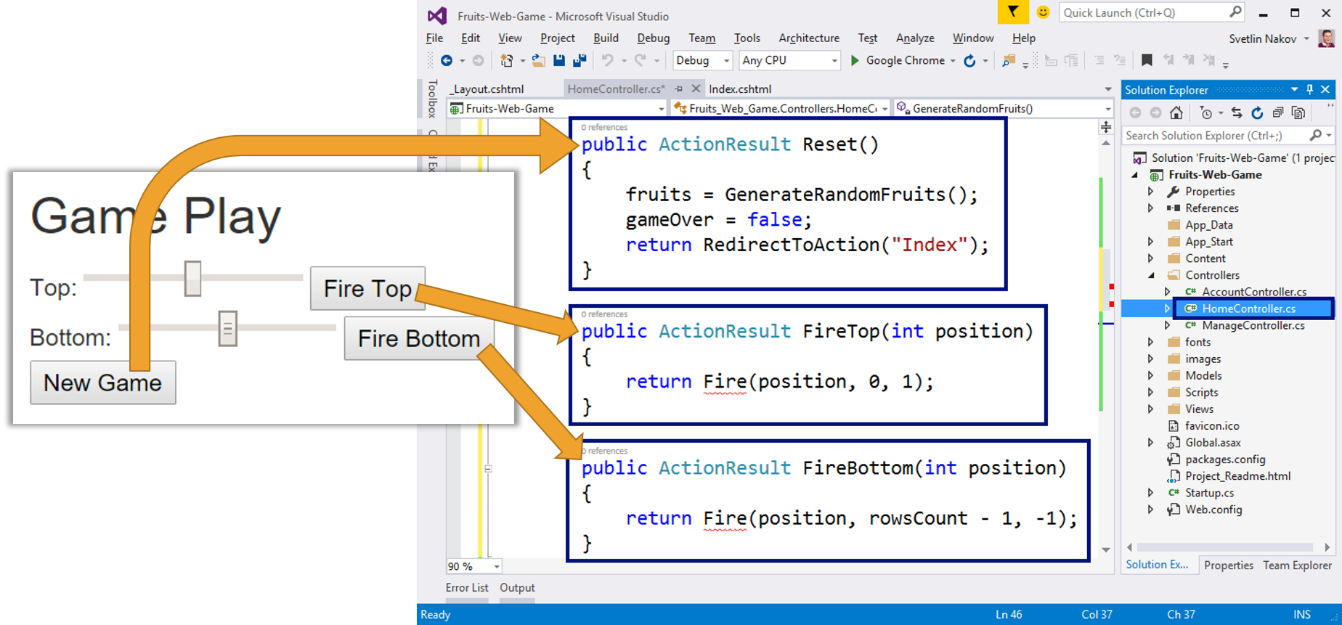 Fruits-Web-Game - Microsoft Visual Studio
Quick Launch (Ctrl+Q)
File Edit View Project Build Debug Team Tools Architecture Test Analyze Window Help
Svetlin Nakov
Debug Any CPU Google Chrome
Toolbox
_Layout.cshtml HomeController.cs* Index.cshtml
Fruits-Web-Game Fruits_Web_Game.Controllers.HomeC GenerateRandomFruits()
0 references
public ActionResult Reset()
{
fruits = GenerateRandomFruits();
gameOver = false;
return RedirectToAction("Index");
}
0 references
public ActionResult FireTop(int position)
{
return Fire(position, 0, 1);
}
0 references
public ActionResult FireBottom(int position)
{
return Fire(position, rowsCount - 1, -1);
}
90 %
Error List Output
Ready Ln 46 Col 37 Ch 37 INS
Game Play
Top: Fire Top
Bottom: Fire Bottom
New Game
Solution Explorer
Search Solution Explorer (Ctrl+;)
Solution 'Fruits-Web-Game' (1 projec
Fruits-Web-Game
Properties
References
App_Data
App_Start
Content
Controllers
AccountController.cs
HomeController.cs
ManageController.cs
fonts
images
Models
Scripts
Views
favicon.ico
Global.asax
packages.config
Project_Readme.html
Startup.cs
Web.config
Solution Ex... Properties Team Explorer